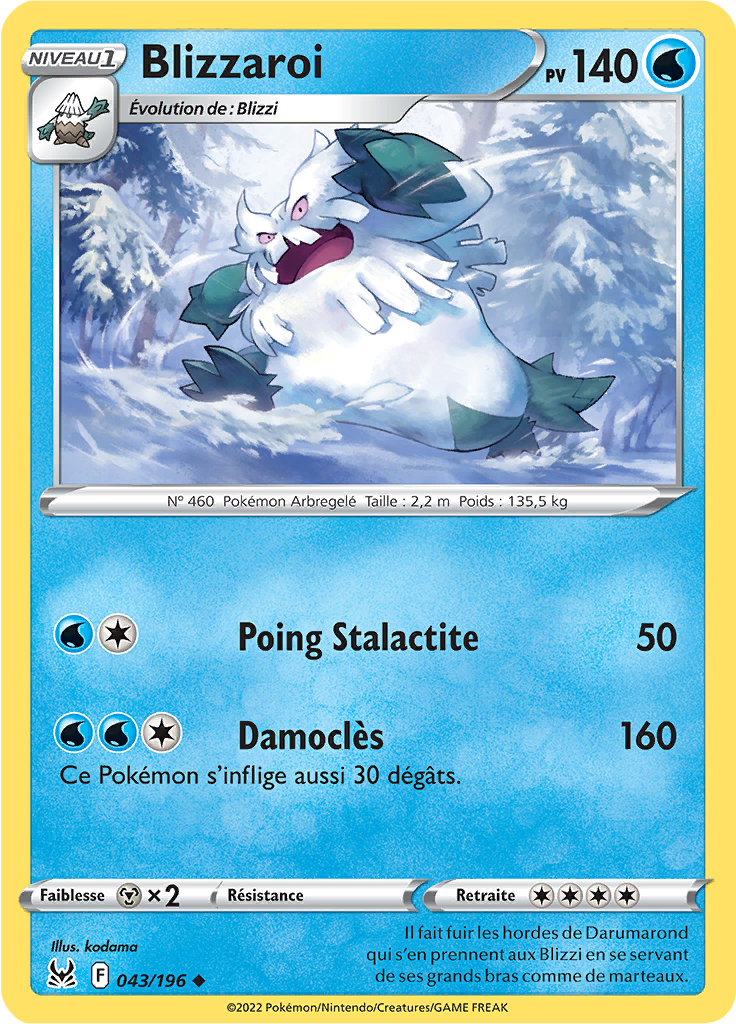 NIVEAU 1
Blizzaroi
PV 140
Évolution de : Blizzi
N° 460 Pokémon Arbregelé Taille : 2,2 m Poids : 135,5 kg
Poing Stalactite 50
Damoclès 160
Ce Pokémon s’inflige aussi 30 dégâts.
Faiblesse ×2 Résistance Retraite
Il fait fuir les hordes de Darumarond
qui s’en prennent aux Blizzi en se servant
de ses grands bras comme de marteaux.
Illus. kodama
F 043/196
©2022 Pokémon/Nintendo/Creatures/GAME FREAK